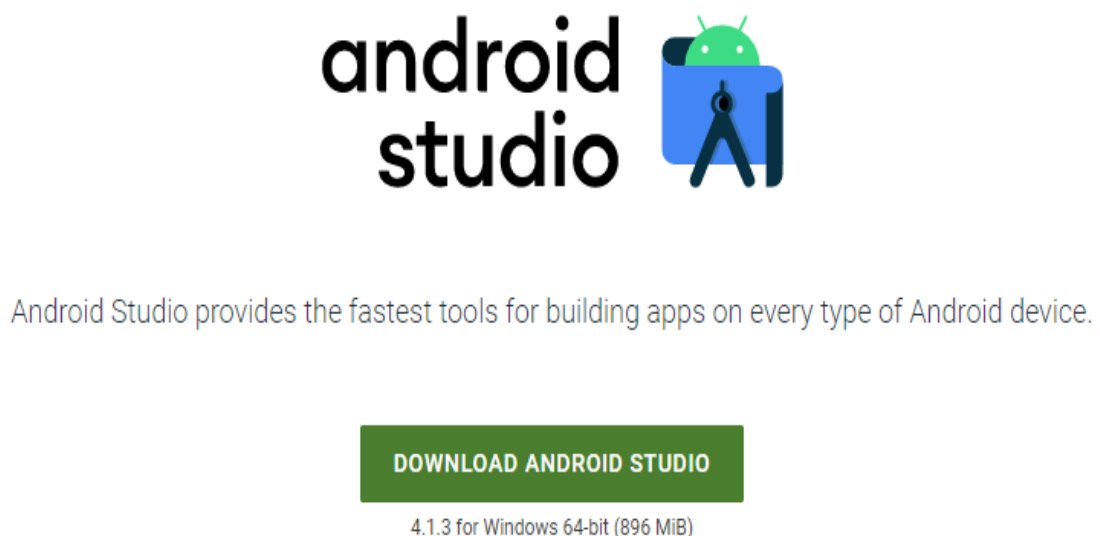 android
studio
Android Studio provides the fastest tools for building apps on every type of Android device.
DOWNLOAD ANDROID STUDIO
4.1.3 for Windows 64-bit (896 MiB)